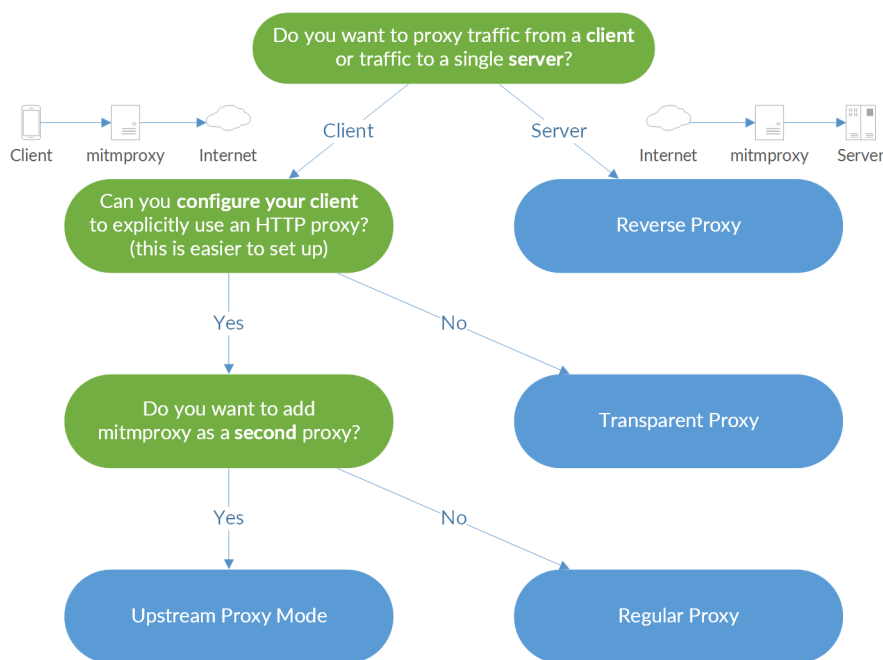 Do you want to proxy traffic from a client
or traffic to a single server?
Client
mitmproxy
Internet
Client
Server
Internet
mitmproxy
Server
Can you configure your client
to explicitly use an HTTP proxy?
(this is easier to set up)
Reverse Proxy
Yes
No
Do you want to add
mitmproxy as a second proxy?
Transparent Proxy
Yes
No
Upstream Proxy Mode
Regular Proxy